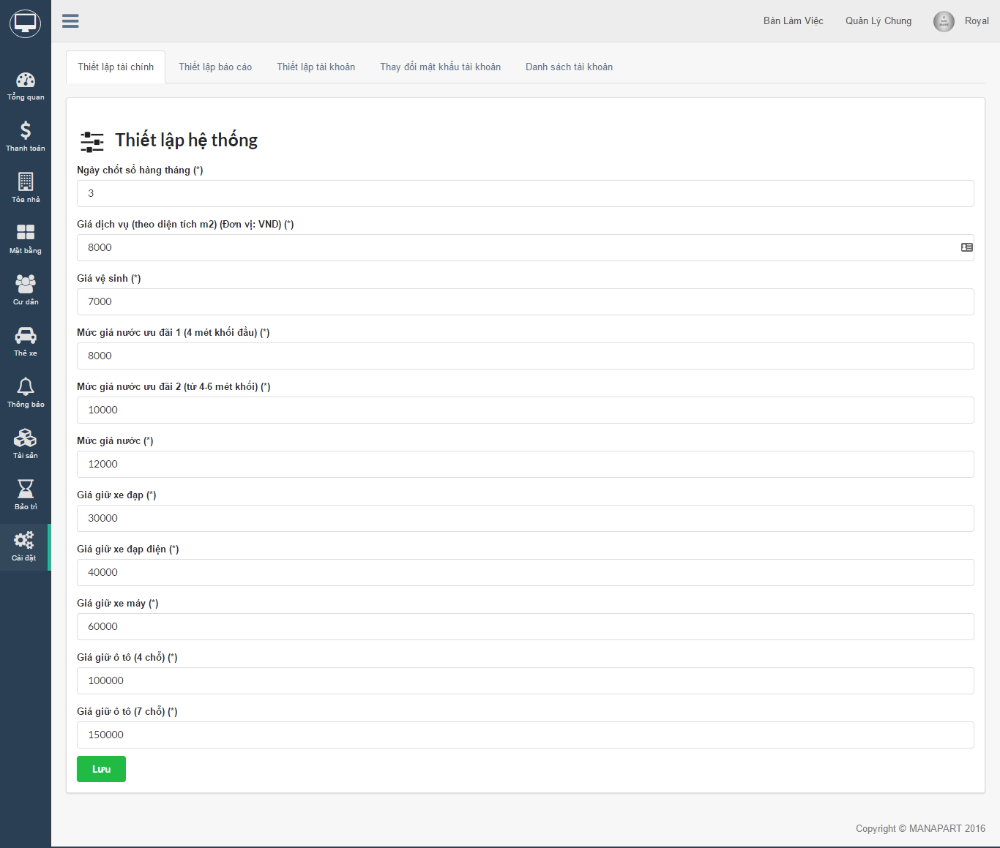 Bàn Làm Việc
Quản Lý Chung
Royal
Tổng quan
Thanh toán
Tòa nhà
Mặt bằng
Cư dân
Thẻ xe
Thông báo
Tài sản
Bảo trì
Cài đặt
Thiết lập tài chính
Thiết lập báo cáo
Thiết lập tài khoản
Thay đổi mật khẩu tài khoản
Danh sách tài khoản
Thiết lập hệ thống
Ngày chốt sổ hàng tháng (*)
3
Giá dịch vụ (theo diện tích m2) (Đơn vị: VND) (*)
8000
Giá vệ sinh (*)
7000
Mức giá nước ưu đãi 1 (4 mét khối đầu) (*)
8000
Mức giá nước ưu đãi 2 (từ 4-6 mét khối) (*)
10000
Mức giá nước (*)
12000
Giá giữ xe đạp (*)
30000
Giá giữ xe đạp điện (*)
40000
Giá giữ xe máy (*)
60000
Giá giữ ô tô (4 chỗ) (*)
100000
Giá giữ ô tô (7 chỗ) (*)
150000
Lưu
Copyright © MANAPART 2016